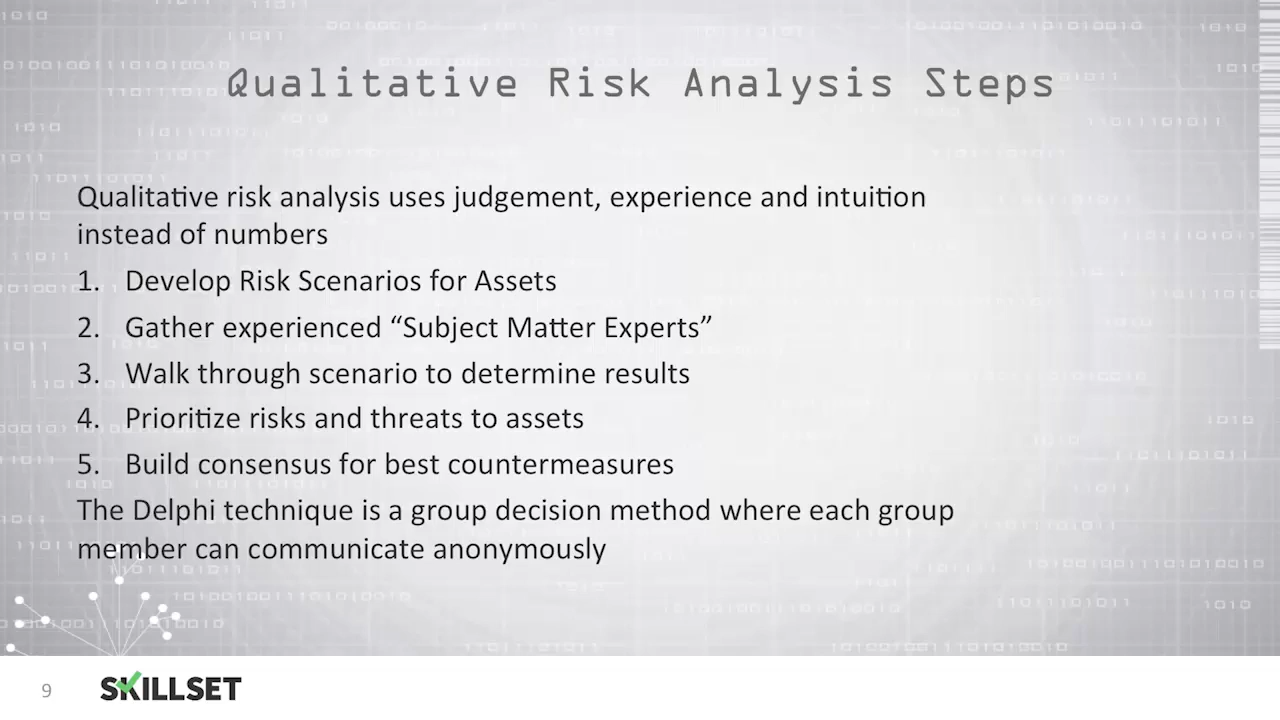 Qualitative Risk Analysis Steps
Qualitative risk analysis uses judgement, experience and intuition
instead of numbers
1. Develop Risk Scenarios for Assets
2. Gather experienced “Subject Matter Experts”
3. Walk through scenario to determine results
4. Prioritize risks and threats to assets
5. Build consensus for best countermeasures
The Delphi technique is a group decision method where each group
member can communicate anonymously
9 SKILLSET